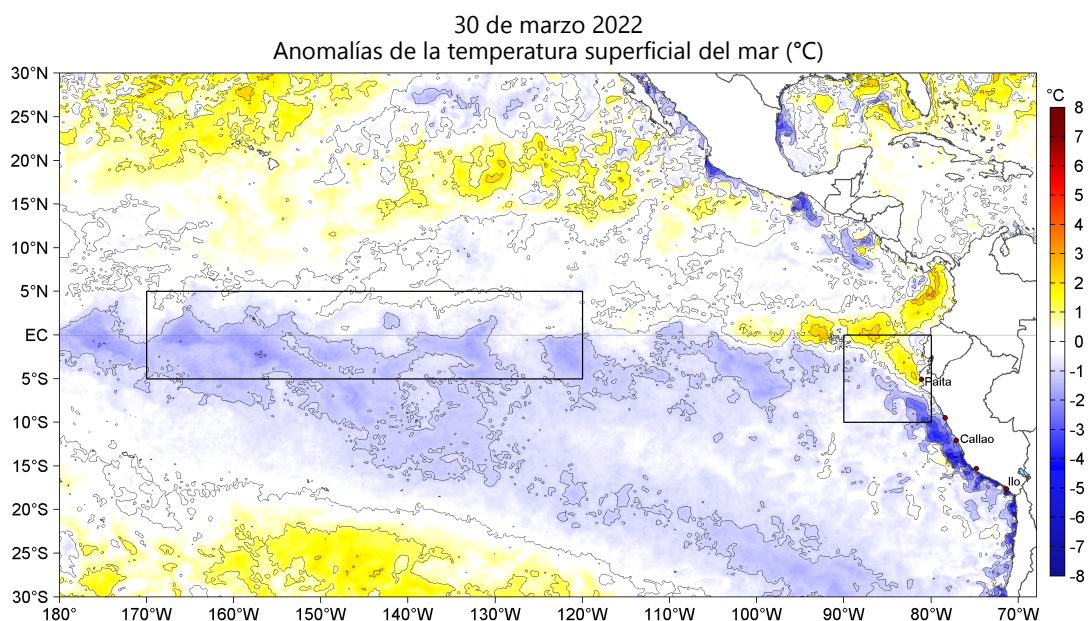 30 de marzo 2022
Anomalías de la temperatura superficial del mar (°C)
30°N
25°N
20°N
15°N
10°N
5°N
EC
5°S
10°S
15°S
20°S
25°S
30°S
180
170°W
160°W
150°W
140°W
130°W
120°W
110°W
100°W
90°W
80°W
70°W
Paita
Callao
Ilo
°C
8
7
6
5
4
3
2
1
0
-1
-2
-3
-4
-5
-6
-7
-8